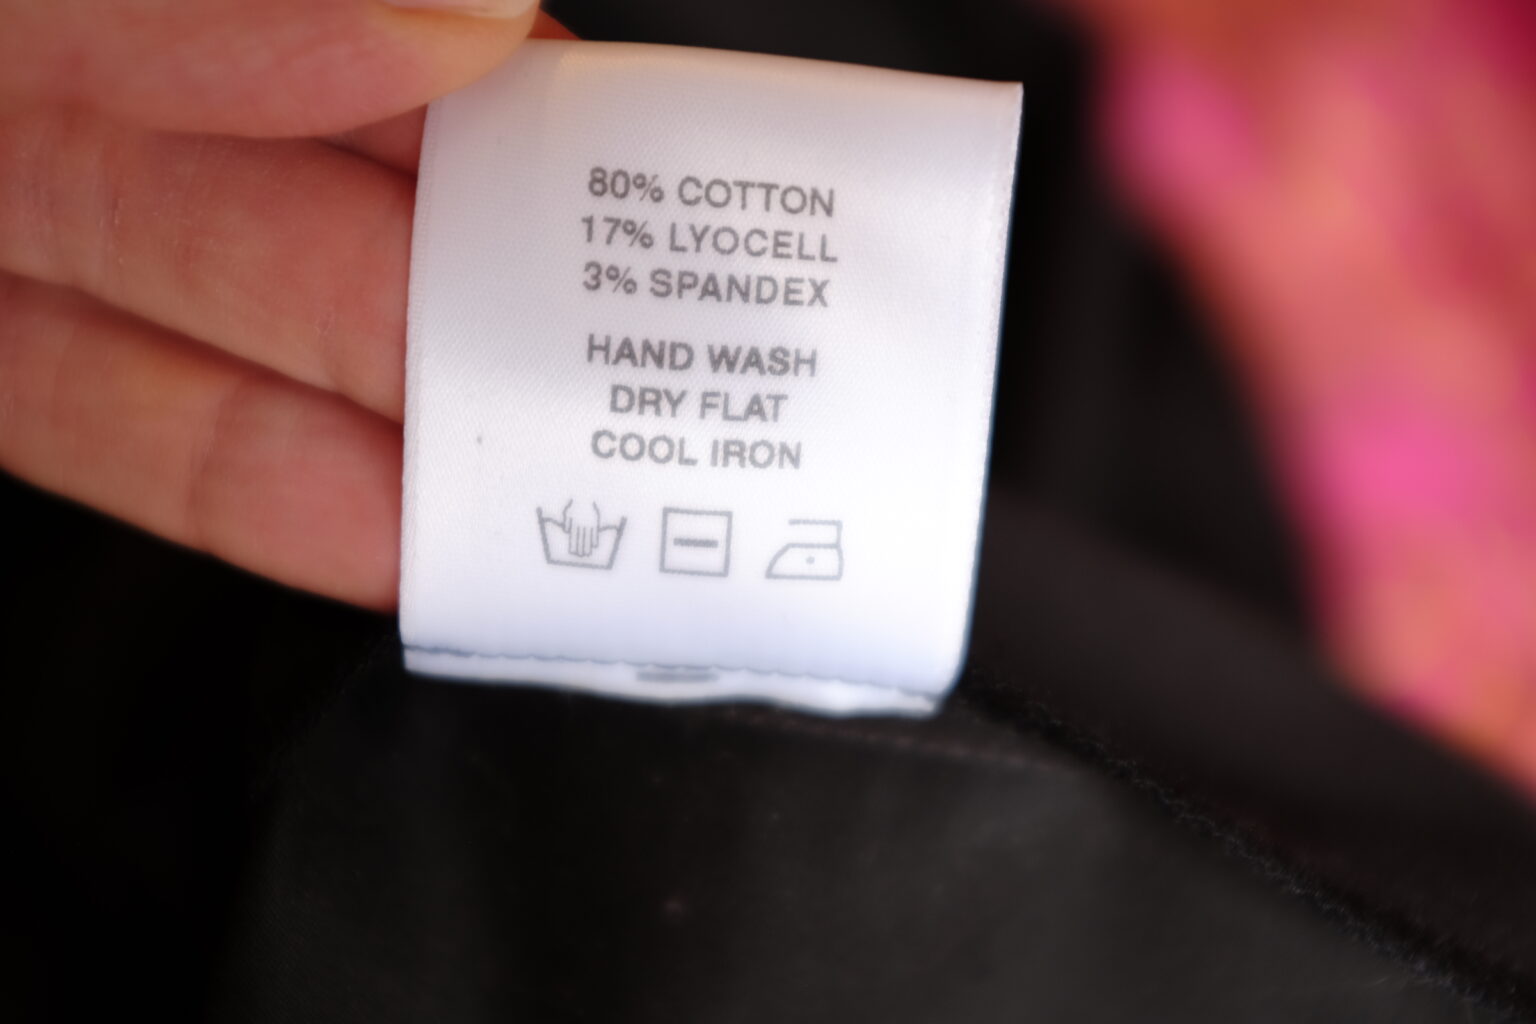 80% COTTON
17% LYOCELL
3% SPANDEX
HAND WASH
DRY FLAT
COOL IRON